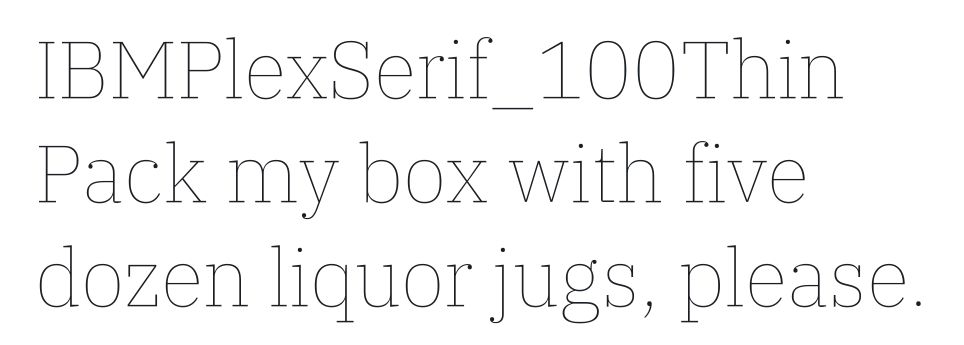 IBMPlexSerif_100Thin
Pack my box with five
dozen liquor jugs, please.